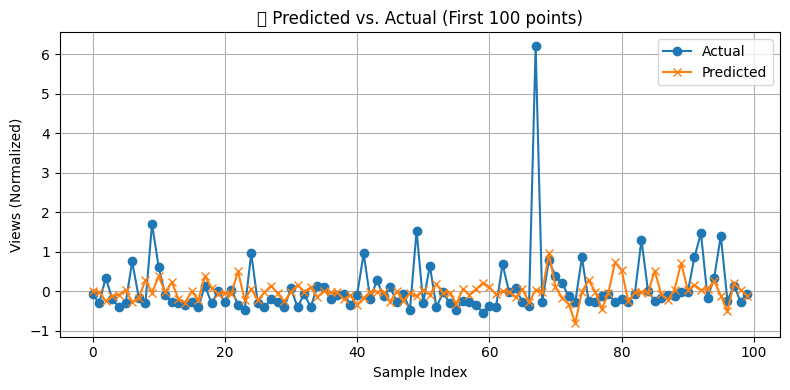 Predicted vs. Actual (First 100 points)
Actual
Predicted
Views (Normalized)
6
5
4
3
2
1
0
−1
0
20
40
60
80
100
Sample Index